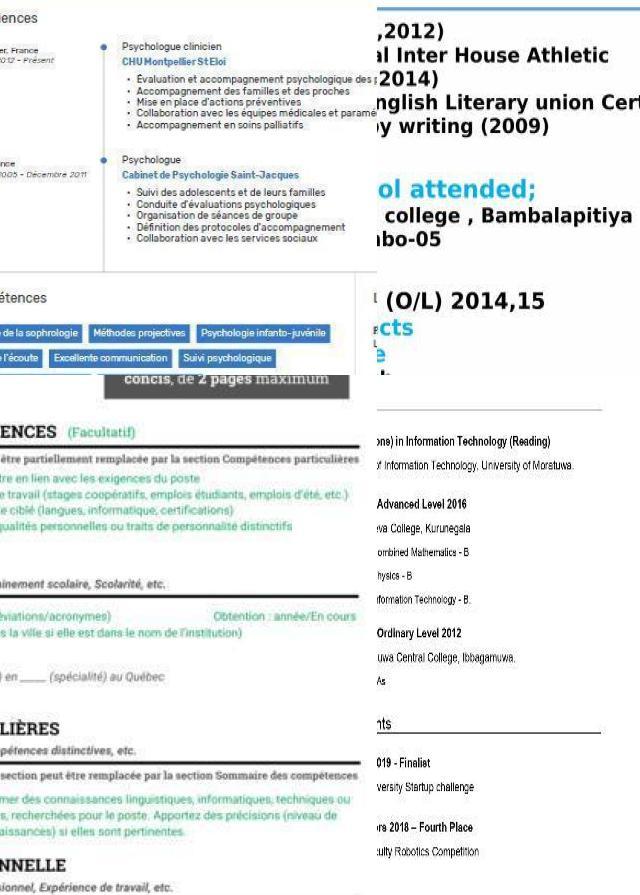 iences
er, France
2012 – Présent
Psychologue clinicien
CHU Montpellier St Eloi
• Évaluation et accompagnement psychologique des p
• Accompagnement des familles et des proches
• Mise en place d'actions préventives
• Collaboration avec les équipes médicales et paramé
• Accompagnement en soins palliatifs
nce
2005 – Décembre 2011
Psychologue
Cabinet de Psychologie Saint-Jacques
• Suivi des adolescents et de leurs familles
• Conduite d'évaluations psychologiques
• Organisation de séances de groupe
• Définition des protocoles d'accompagnement
• Collaboration avec les services sociaux
étences
de la sophrologie Méthodes projectives Psychologie infanto-juvénile
l'écoute Excellente communication Suivi psychologique
,2012)
al Inter House Athletic
2014)
nglish Literary union Cert
by writing (2009)
ol attended;
college , Bambalapitiya
mbo-05
(O/L) 2014,15
cts
e
concis, de 2 pages maximum
ENCES (Facultatif)
être partiellement remplacée par la section Compétences particulières
tre en lien avec les exigences du poste
e travail (stages coopératifs, emplois étudiants, emplois d'été, etc.)
e ciblé (langues, informatique, certifications)
qualités personnelles ou traits de personnalité distinctifs
inement scolaire, Scolarité, etc.
éviations/acronymes) Obtention : année/En cours
s la ville si elle est dans le nom de l'institution)
) en ____ (spécialité) au Québec
LIÈRES
pétences distinctives, etc.
section peut être remplacée par la section Sommaire des compétences
mer des connaissances linguistiques, informatiques, techniques ou
s, recherchées pour le poste. Apportez des précisions (niveau de
aissances) si elles sont pertinentes.
NNELLE
sionnel, Expérience de travail, etc.
ons) in Information Technology (Reading)
of Information Technology, University of Moratuwa.
Advanced Level 2016
eva College, Kurunegala
ombined Mathematics - B
hysics - B
nformation Technology - B.
Ordinary Level 2012
uwa Central College, Ibbagamuwa.
As
nts
019 - Finalist
versity Startup challenge
rs 2018 – Fourth Place
culty Robotics Competition